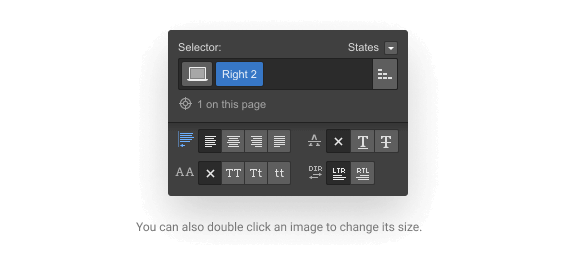 Selector: States
Right 2
1 on this page
A T T
AA TT Tt tt DIR LTR RTL
You can also double click an image to change its size.